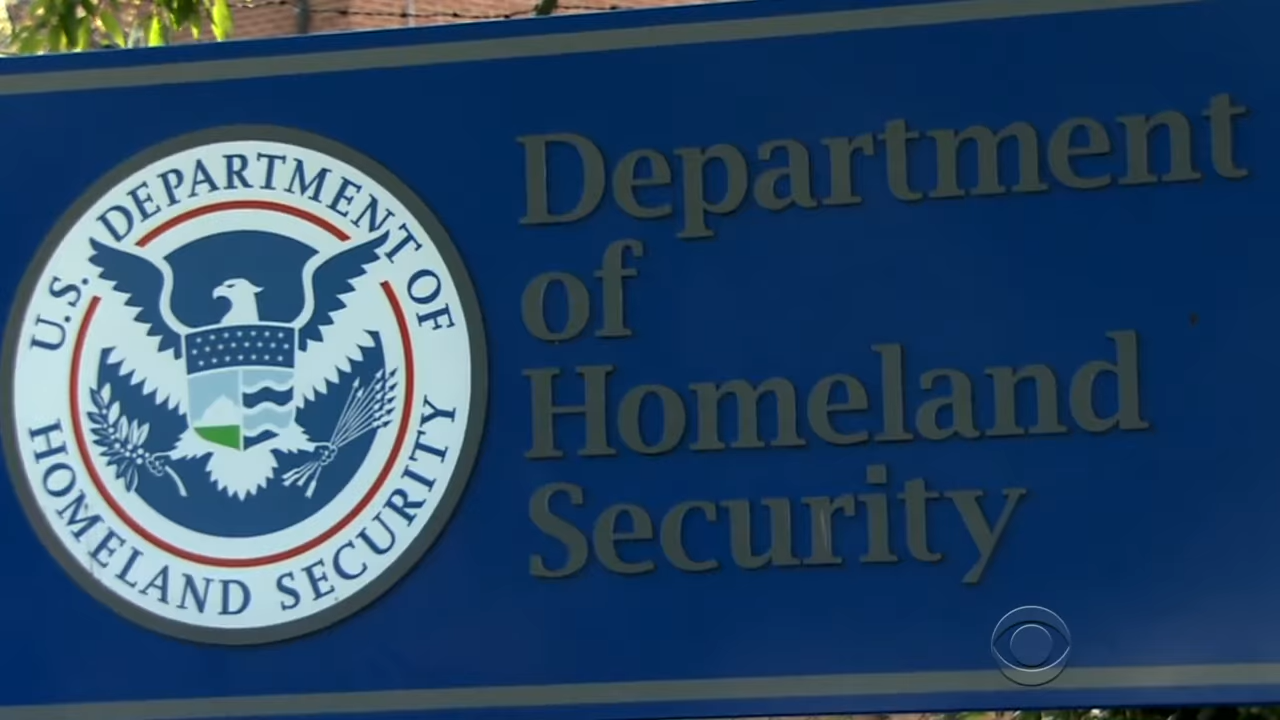 U.S. DEPARTMENT OF
HOMELAND SECURITY
Department
of
Homeland
Security